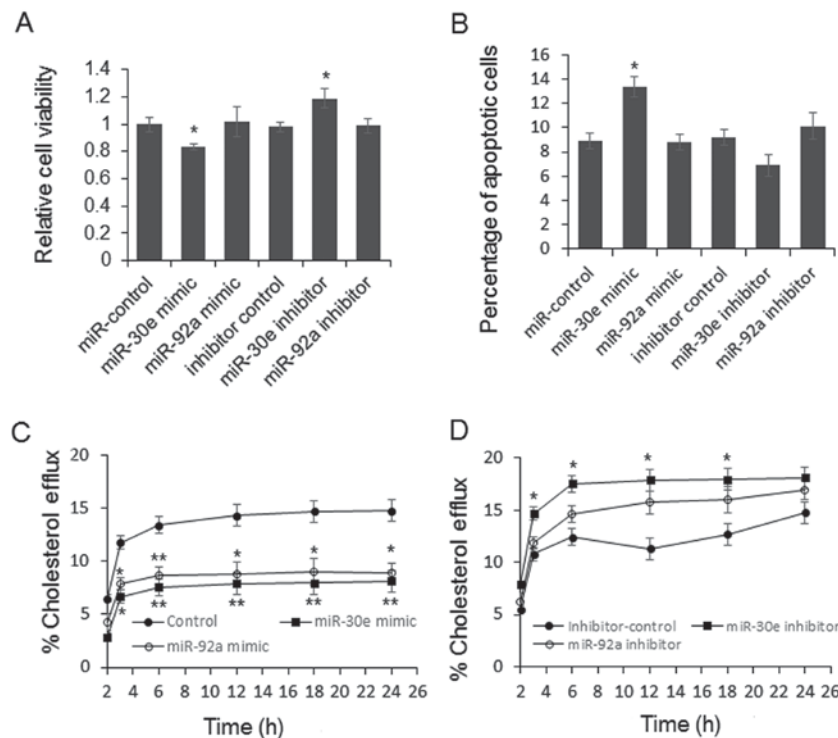 A
Relative cell viability
1.4
1.2
1
0.8
0.6
0.4
0.2
0
*
*
miR-control
miR-30e mimic
miR-92a mimic
inhibitor control
miR-30e inhibitor
miR-92a inhibitor
B
Percentage of apoptotic cells
16
14
12
10
8
6
4
2
0
*
miR-control
miR-30e mimic
miR-92a mimic
inhibitor control
miR-30e inhibitor
miR-92a inhibitor
C
% Cholesterol efflux
20
15
10
5
0
* ** * * *
* ** ** ** **
Control
miR-30e mimic
miR-92a mimic
2 4 6 8 10 12 14 16 18 20 22 24 26
Time (h)
D
% Cholesterol efflux
20
15
10
5
0
* * * *
Inhibitor-control
miR-30e inhibitor
miR-92a inhibitor
2 4 6 8 10 12 14 16 18 20 22 24 26
Time (h)